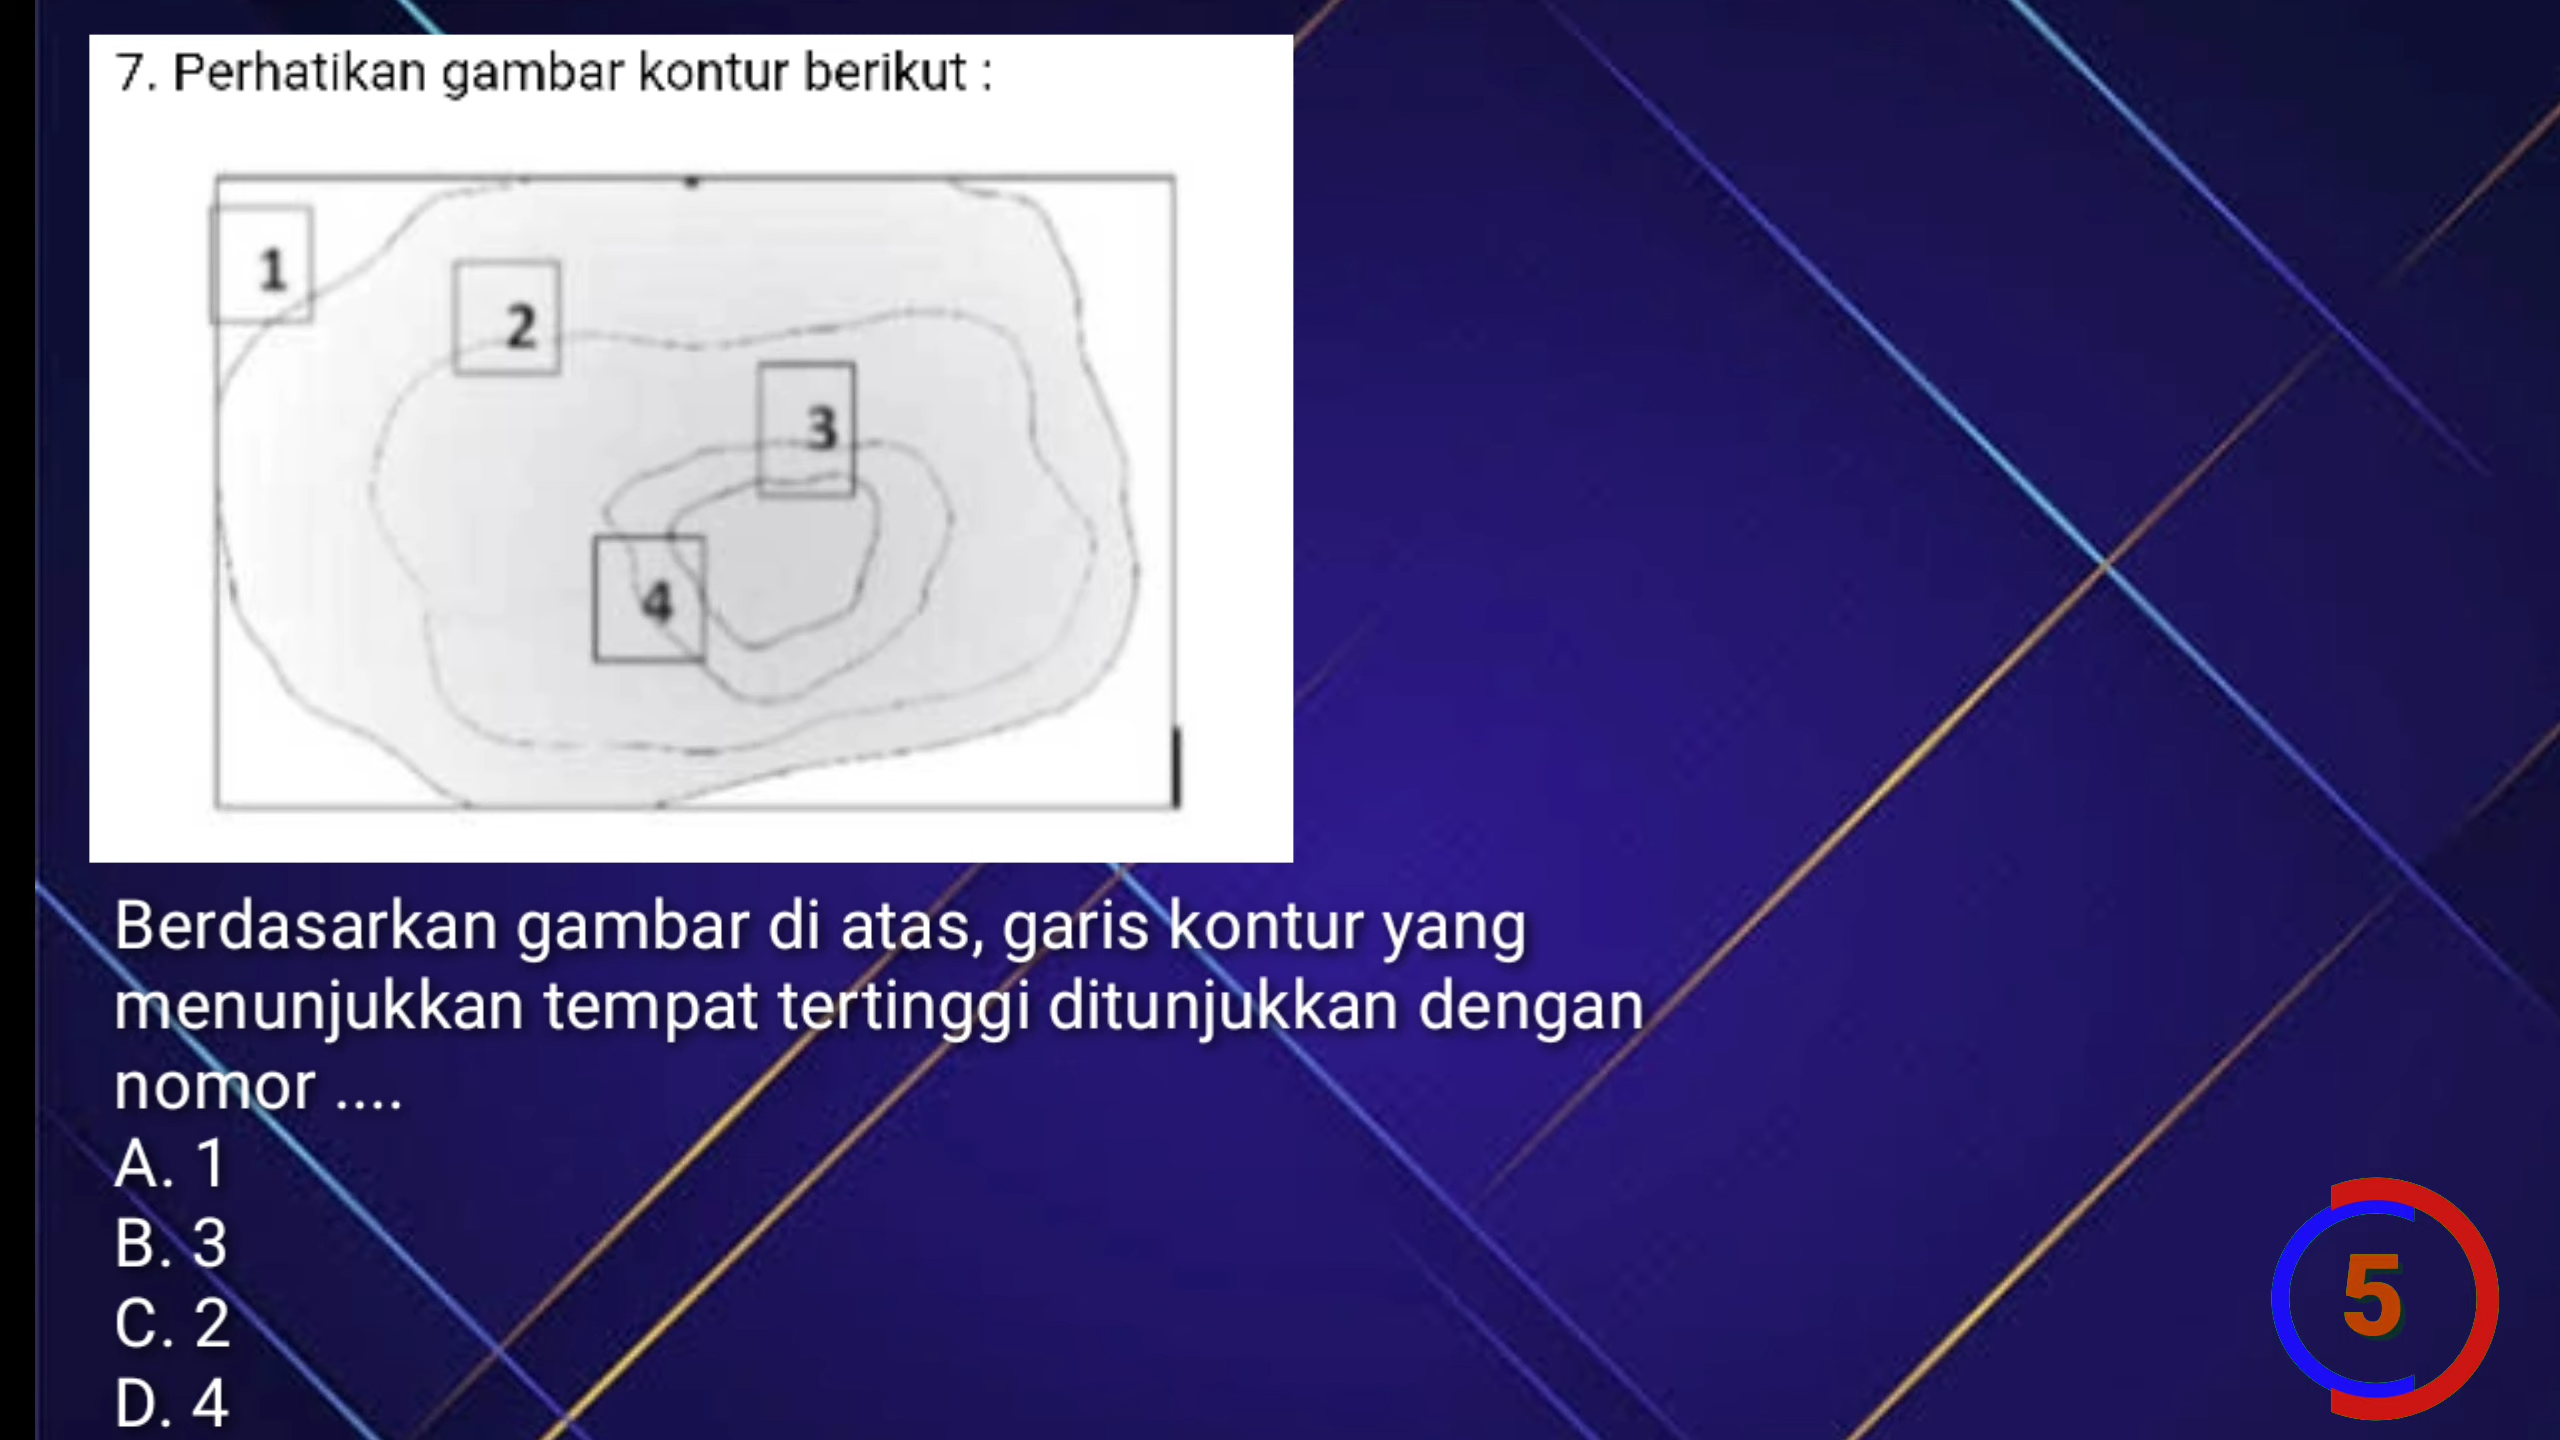 7. Perhatikan gambar kontur berikut :
1
2
3
4
Berdasarkan gambar di atas, garis kontur yang
menunjukkan tempat tertinggi ditunjukkan dengan
nomor ....
A. 1
B. 3
C. 2
D. 4
5